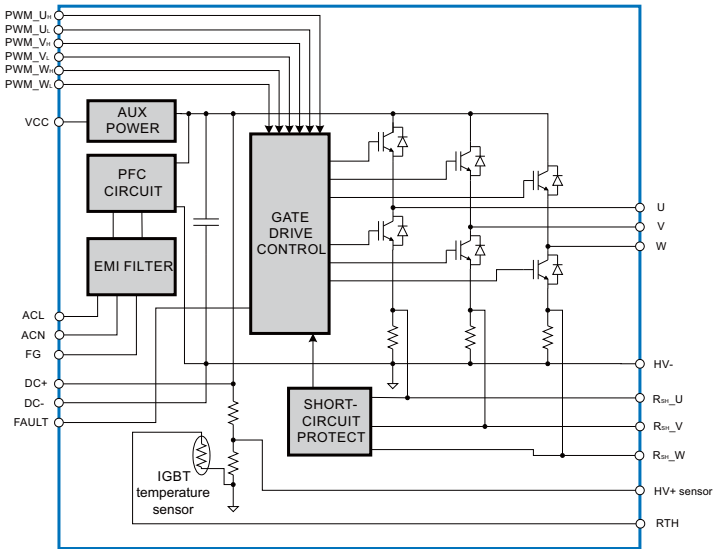 PWM_UH
PWM_UL
PWM_VH
PWM_VL
PWM_WH
PWM_WL
VCC
AUX
POWER
PFC
CIRCUIT
EMI FILTER
GATE
DRIVE
CONTROL
U
V
W
ACL
ACN
FG
DC+
DC-
FAULT
HV-
SHORT-
CIRCUIT
PROTECT
RSH_U
RSH_V
RSH_W
IGBT
temperature
sensor
HV+ sensor
RTH